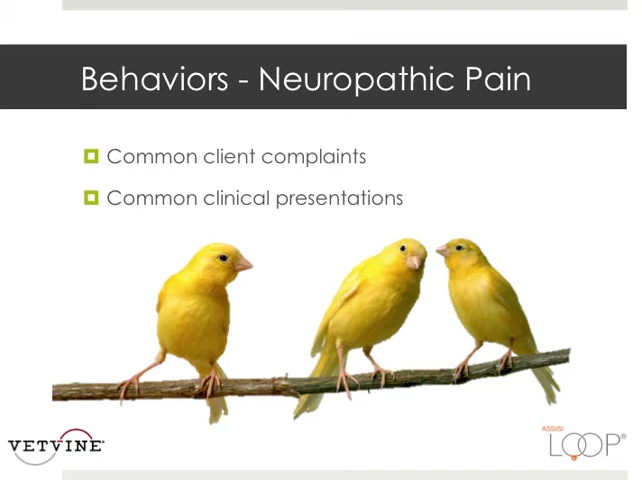 Behaviors - Neuropathic Pain
Common client complaints
Common clinical presentations
VETVINE®
ASSISI
LOOP®